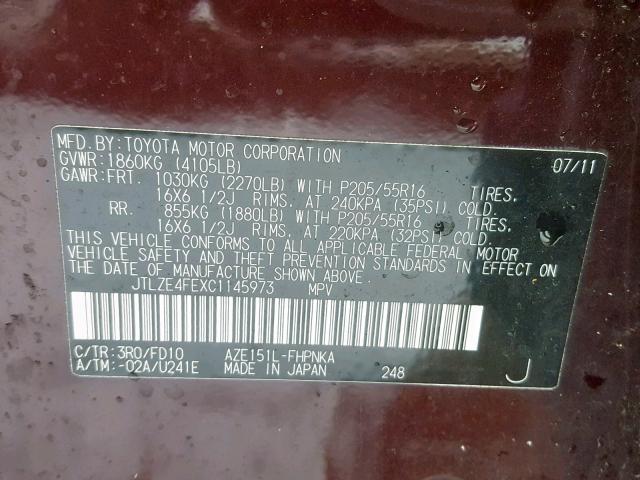 MFD.BY:TOYOTA MOTOR CORPORATION 07/11
GVWR:1860KG (4105LB)
GAWR:FRT. 1030KG (2270LB) WITH P205/55R16 TIRES.
16X6 1/2J RIMS. AT 240KPA (35PSI) COLD.
RR. 855KG (1880LB) WITH P205/55R16 TIRES.
16X6 1/2J RIMS. AT 220KPA (32PSI) COLD.
THIS VEHICLE CONFORMS TO ALL APPLICABLE FEDERAL MOTOR
VEHICLE SAFETY AND THEFT PREVENTION STANDARDS IN EFFECT ON
THE DATE OF MANUFACTURE SHOWN ABOVE.
JTLZE4FEXC1145973 MPV
C/TR:3R0/FD10 AZE151L-FHPNKA
A/TM:-02A/U241E MADE IN JAPAN 248 J